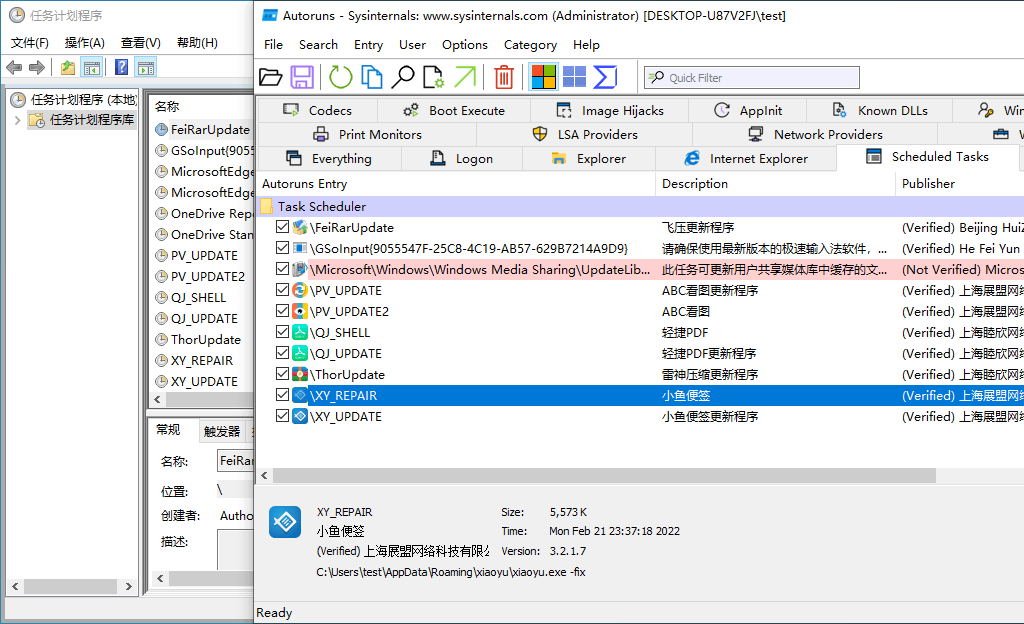 任务计划程序
文件(F) 操作(A) 查看(V) 帮助(H)
任务计划程序 (本地)
任务计划程序库
名称
FeiRarUpdate
GSoInput{9055
MicrosoftEdge
MicrosoftEdge
OneDrive Rep
OneDrive Stan
PV_UPDATE
PV_UPDATE2
QJ_SHELL
QJ_UPDATE
ThorUpdate
XY_REPAIR
XY_UPDATE
常规 触发器
名称: FeiRar
位置: \
创建者: Autho
描述:
Autoruns - Sysinternals: www.sysinternals.com (Administrator) [DESKTOP-U87V2FJ\test]
File Search Entry User Options Category Help
Quick Filter
Codecs Boot Execute Image Hijacks AppInit Known DLLs Win
Print Monitors LSA Providers Network Providers W
Everything Logon Explorer Internet Explorer Scheduled Tasks
Autoruns Entry Description Publisher
Task Scheduler
\FeiRarUpdate 飞压更新程序 (Verified) Beijing HuiZ
\GSoInput{9055547F-25C8-4C19-AB57-629B7214A9D9} 请确保使用最新版本的极速输入法软件，... (Verified) He Fei Yun
\Microsoft\Windows\Windows Media Sharing\UpdateLib... 此任务可更新用户共享媒体库中缓存的文... (Not Verified) Micros
\PV_UPDATE ABC看图更新程序 (Verified) 上海展盟网络
\PV_UPDATE2 ABC看图 (Verified) 上海展盟网络
\QJ_SHELL 轻捷PDF (Verified) 上海睦欣网络
\QJ_UPDATE 轻捷PDF更新程序 (Verified) 上海睦欣网络
\ThorUpdate 雷神压缩更新程序 (Verified) 上海睦欣网络
\XY_REPAIR 小鱼便签 (Verified) 上海展盟网络
\XY_UPDATE 小鱼便签更新程序 (Verified) 上海展盟网络
XY_REPAIR Size: 5,573 K
小鱼便签 Time: Mon Feb 21 23:37:18 2022
(Verified) 上海展盟网络科技有限公 Version: 3.2.1.7
C:\Users\test\AppData\Roaming\xiaoyu\xiaoyu.exe -fix
Ready